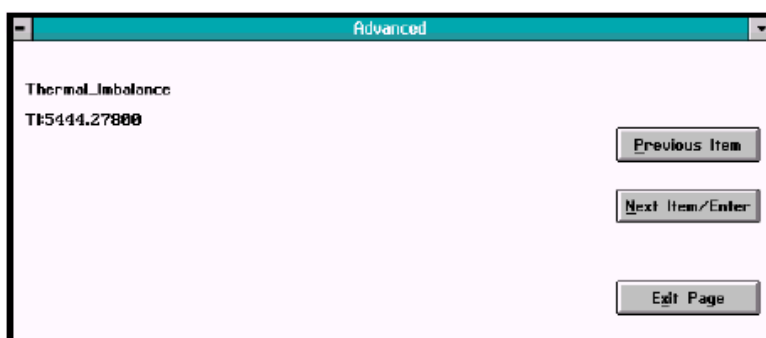 Advanced
Thermal_Imbalance
TI:5444.27800
Previous Item
Next Item/Enter
Exit Page